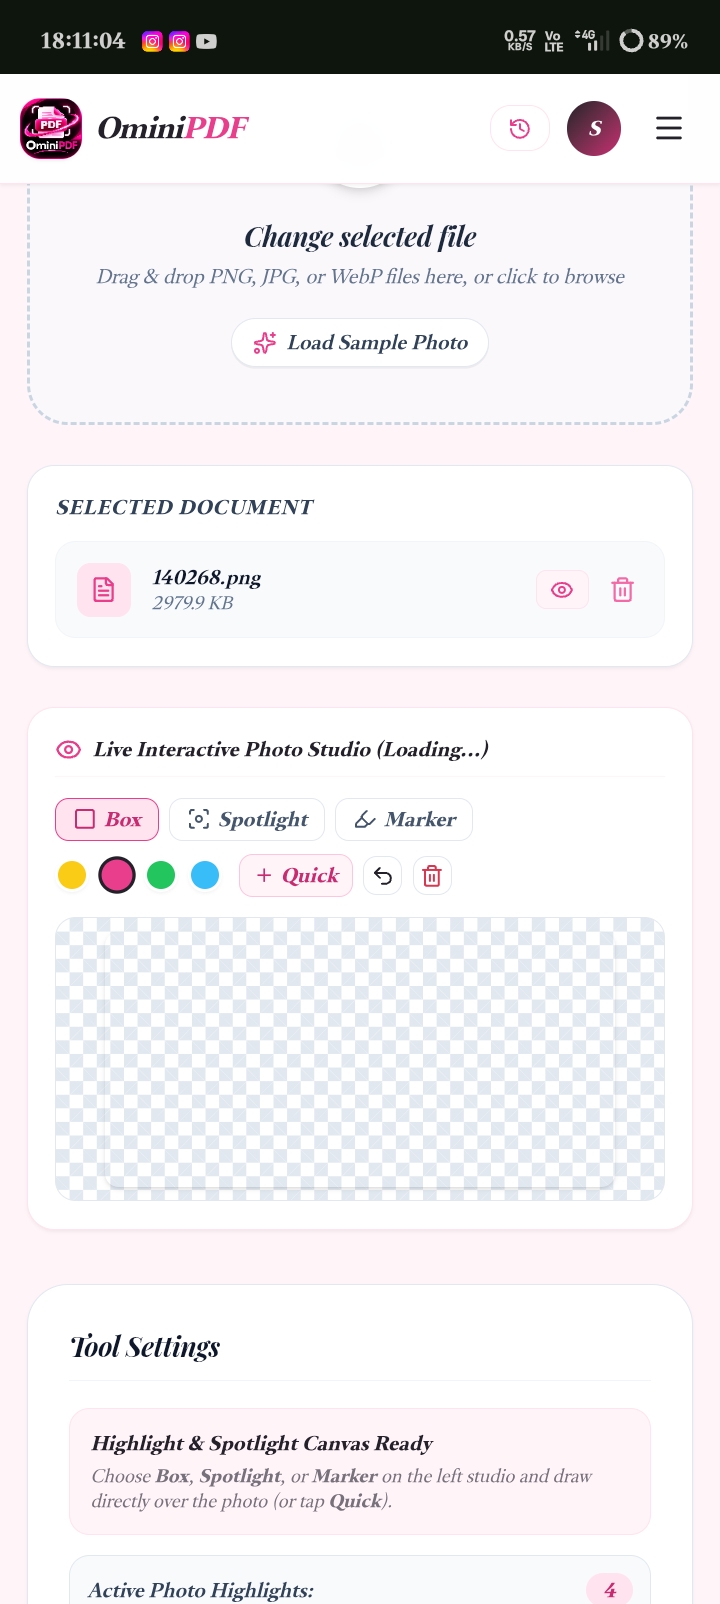 18:11:04
0.57 KB/S
Vo LTE
4G
89%
PDF
OminiPDF
OminiPDF
S
Change selected file
Drag & drop PNG, JPG, or WebP files here, or click to browse
Load Sample Photo
SELECTED DOCUMENT
140268.png
2979.9 KB
Live Interactive Photo Studio (Loading...)
Box
Spotlight
Marker
+ Quick
Tool Settings
Highlight & Spotlight Canvas Ready
Choose Box, Spotlight, or Marker on the left studio and draw
directly over the photo (or tap Quick).
Active Photo Highlights:
4